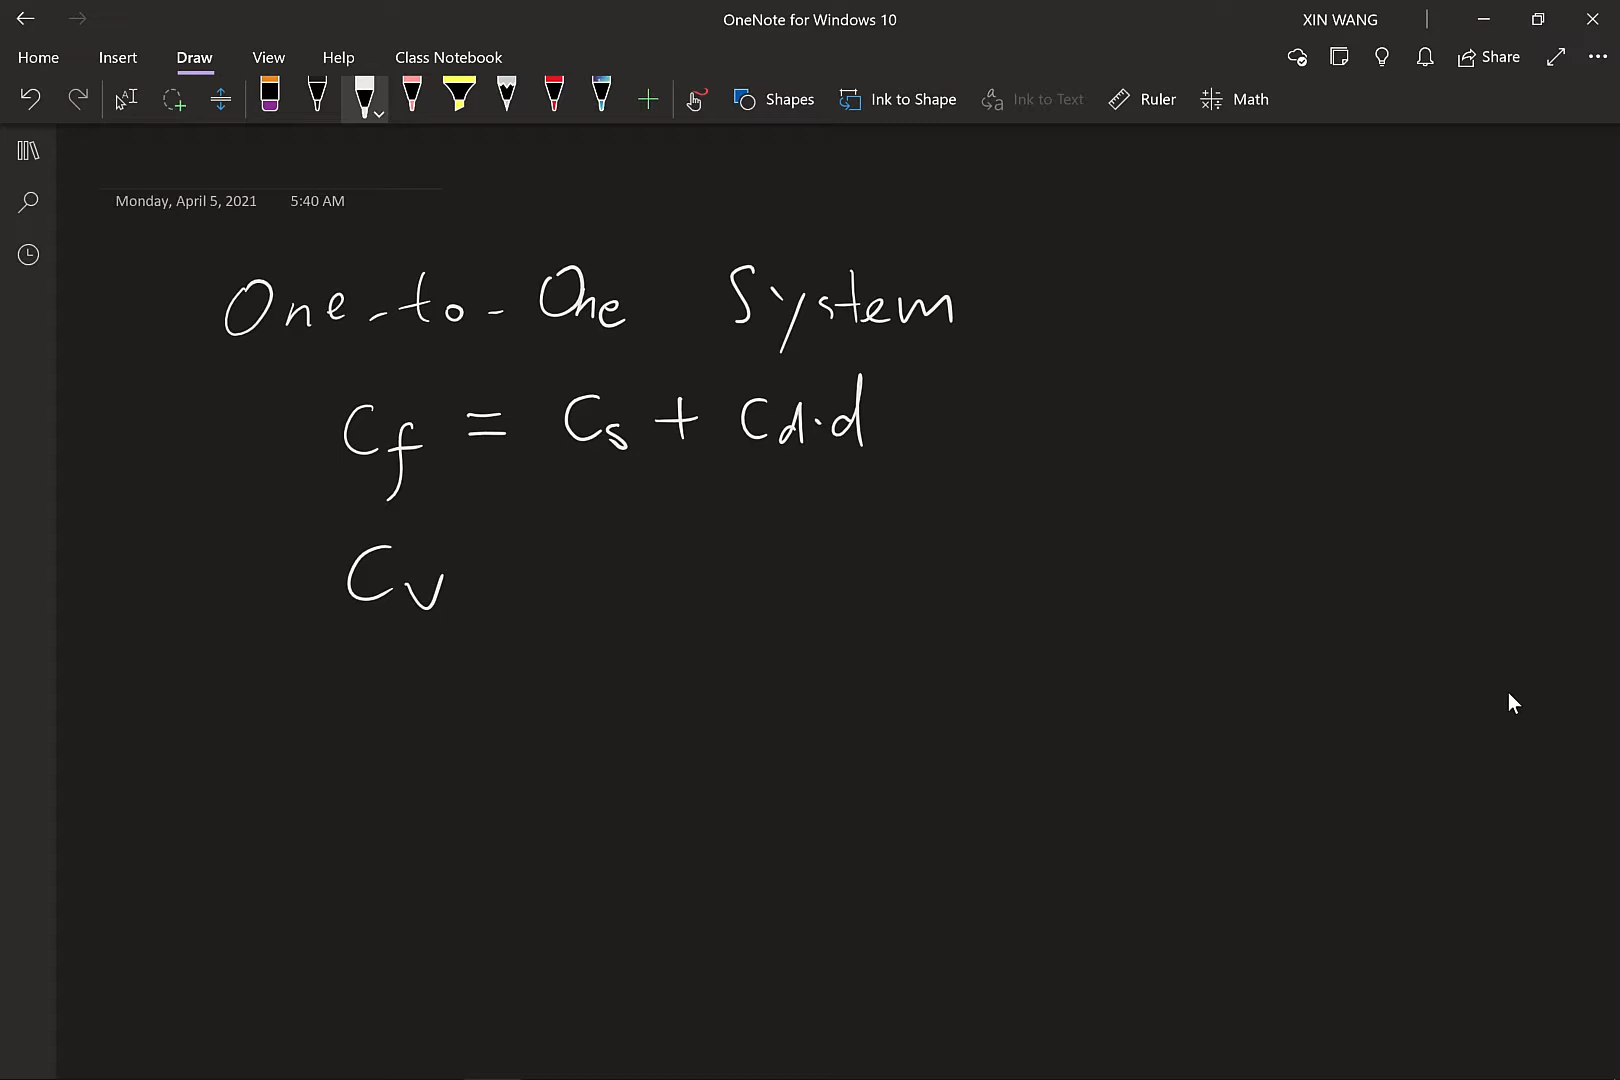 OneNote for Windows 10
XIN WANG
Home Insert Draw View Help Class Notebook
Share
Shapes Ink to Shape Ink to Text Ruler Math
Monday, April 5, 2021 5:40 AM
One-to-One System
Cf = Cs + Cd·d
Cv